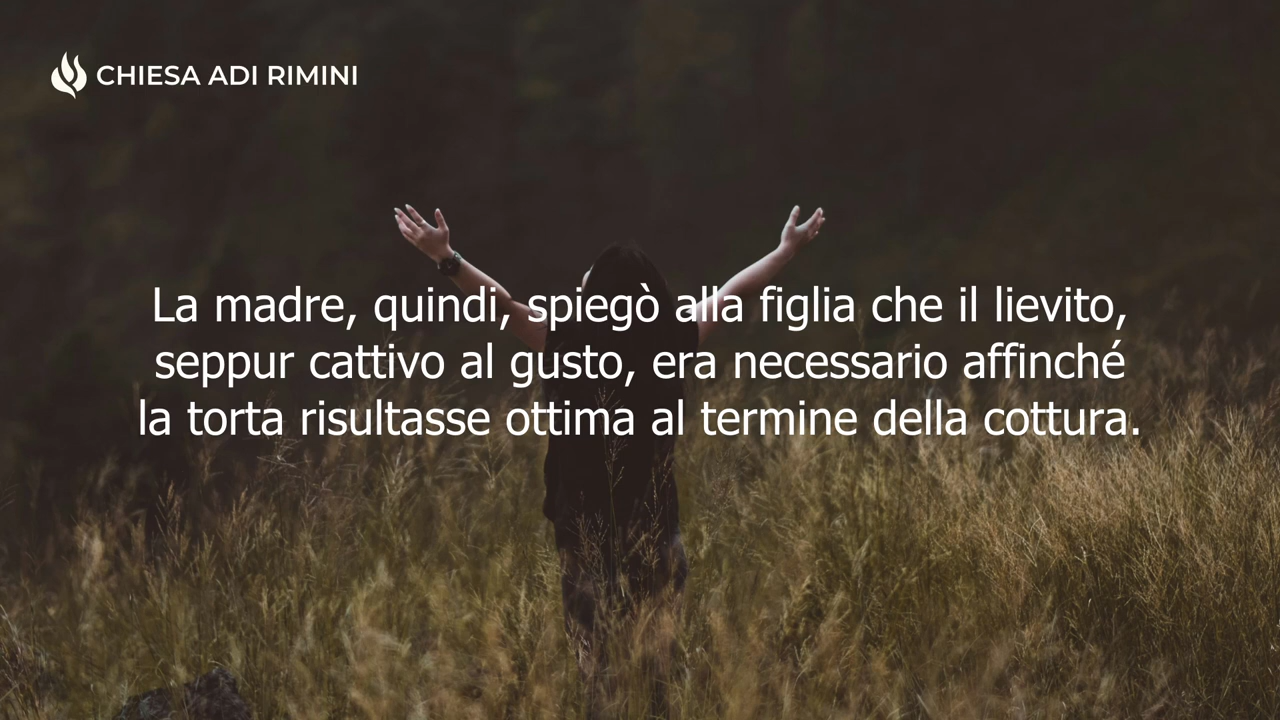 CHIESA ADI RIMINI
La madre, quindi, spiegò alla figlia che il lievito,
seppur cattivo al gusto, era necessario affinché
la torta risultasse ottima al termine della cottura.